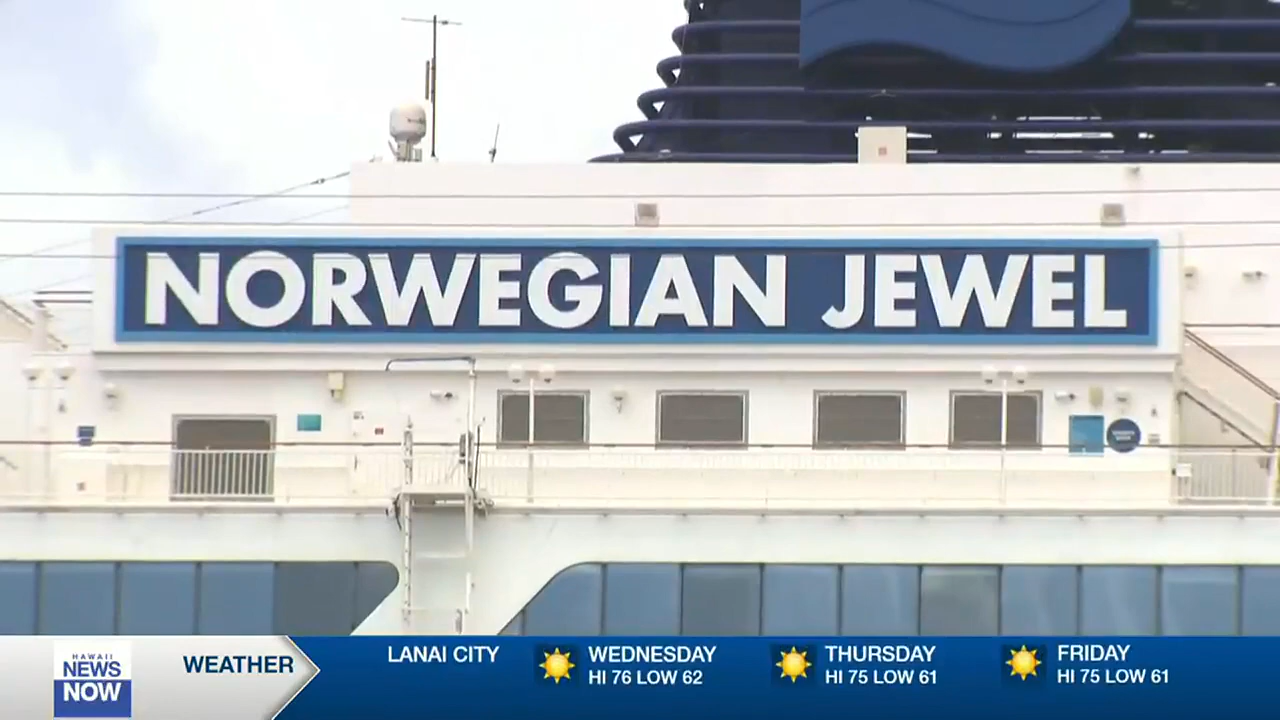 NORWEGIAN JEWEL
HAWAII
NEWS
NOW
WEATHER
LANAI CITY
WEDNESDAY
HI 76 LOW 62
THURSDAY
HI 75 LOW 61
FRIDAY
HI 75 LOW 61